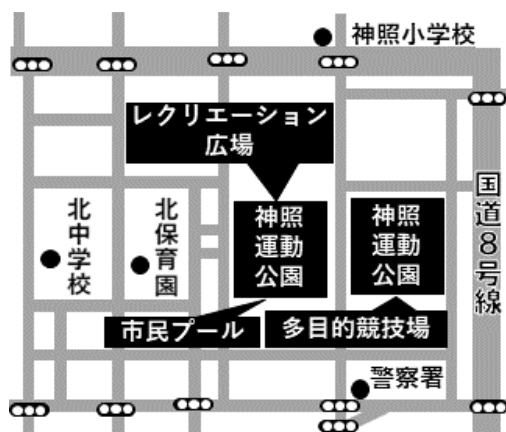 神照小学校
レクリエーション
広場
北中学校
北保育園
神照
運動
公園
神照
運動
公園
国道8号線
市民プール
多目的競技場
警察署